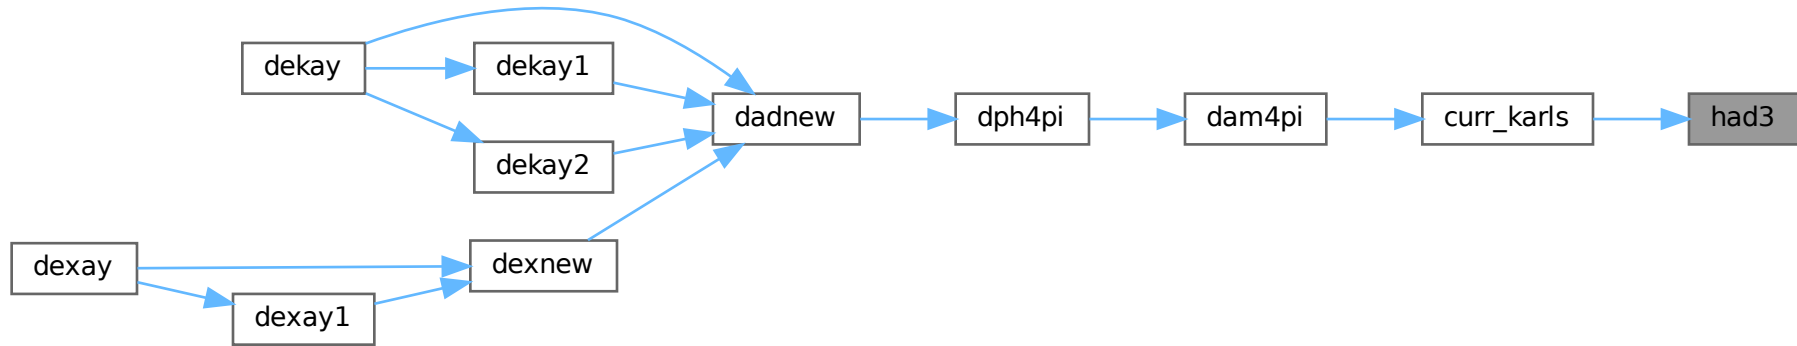 dekay
dekay1
dekay2
dadnew
dph4pi
dam4pi
curr_karls
had3
dexay
dexay1
dexnew